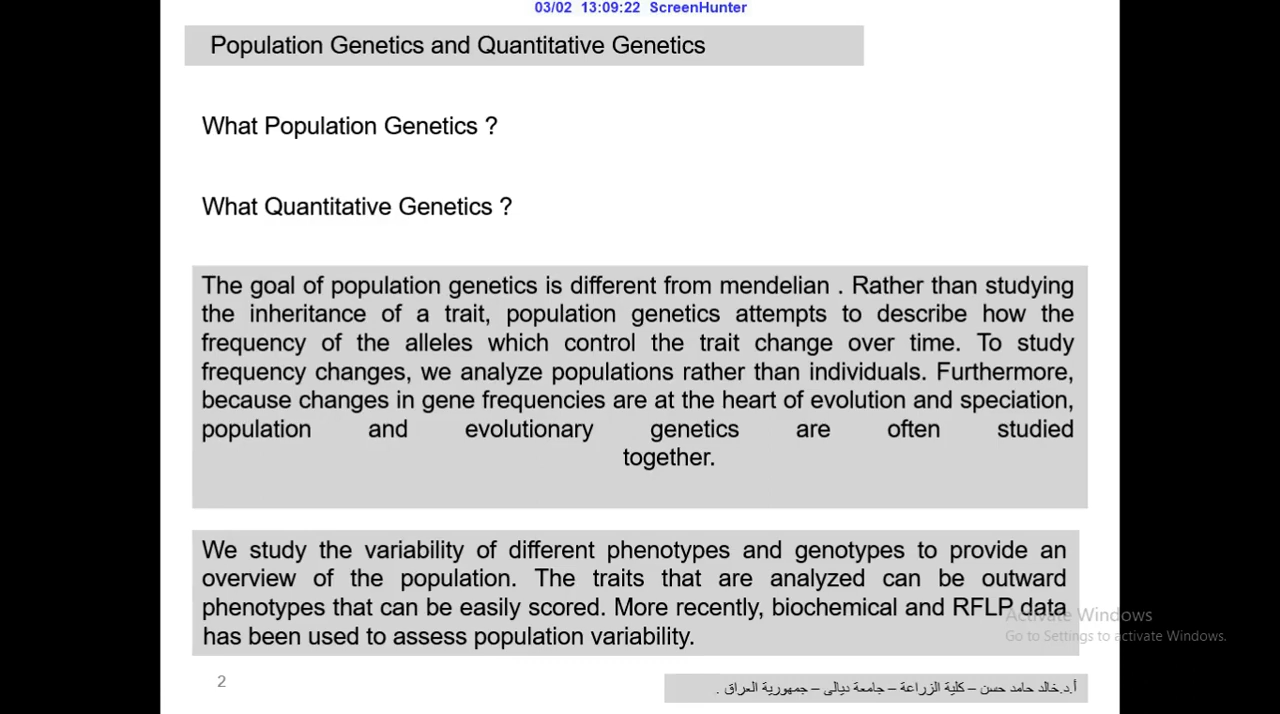 03/02 13:09:22 ScreenHunter
Population Genetics and Quantitative Genetics
What Population Genetics ?
What Quantitative Genetics ?
The goal of population genetics is different from mendelian . Rather than studying
the inheritance of a trait, population genetics attempts to describe how the
frequency of the alleles which control the trait change over time. To study
frequency changes, we analyze populations rather than individuals. Furthermore,
because changes in gene frequencies are at the heart of evolution and speciation,
population and evolutionary genetics are often studied
together.
We study the variability of different phenotypes and genotypes to provide an
overview of the population. The traits that are analyzed can be outward
phenotypes that can be easily scored. More recently, biochemical and RFLP data
has been used to assess population variability.
Activate Windows
Go to Settings to activate Windows.
2
أ.د.خالد حامد حسن – كلية الزراعة – جامعة ديالى – جمهورية العراق .